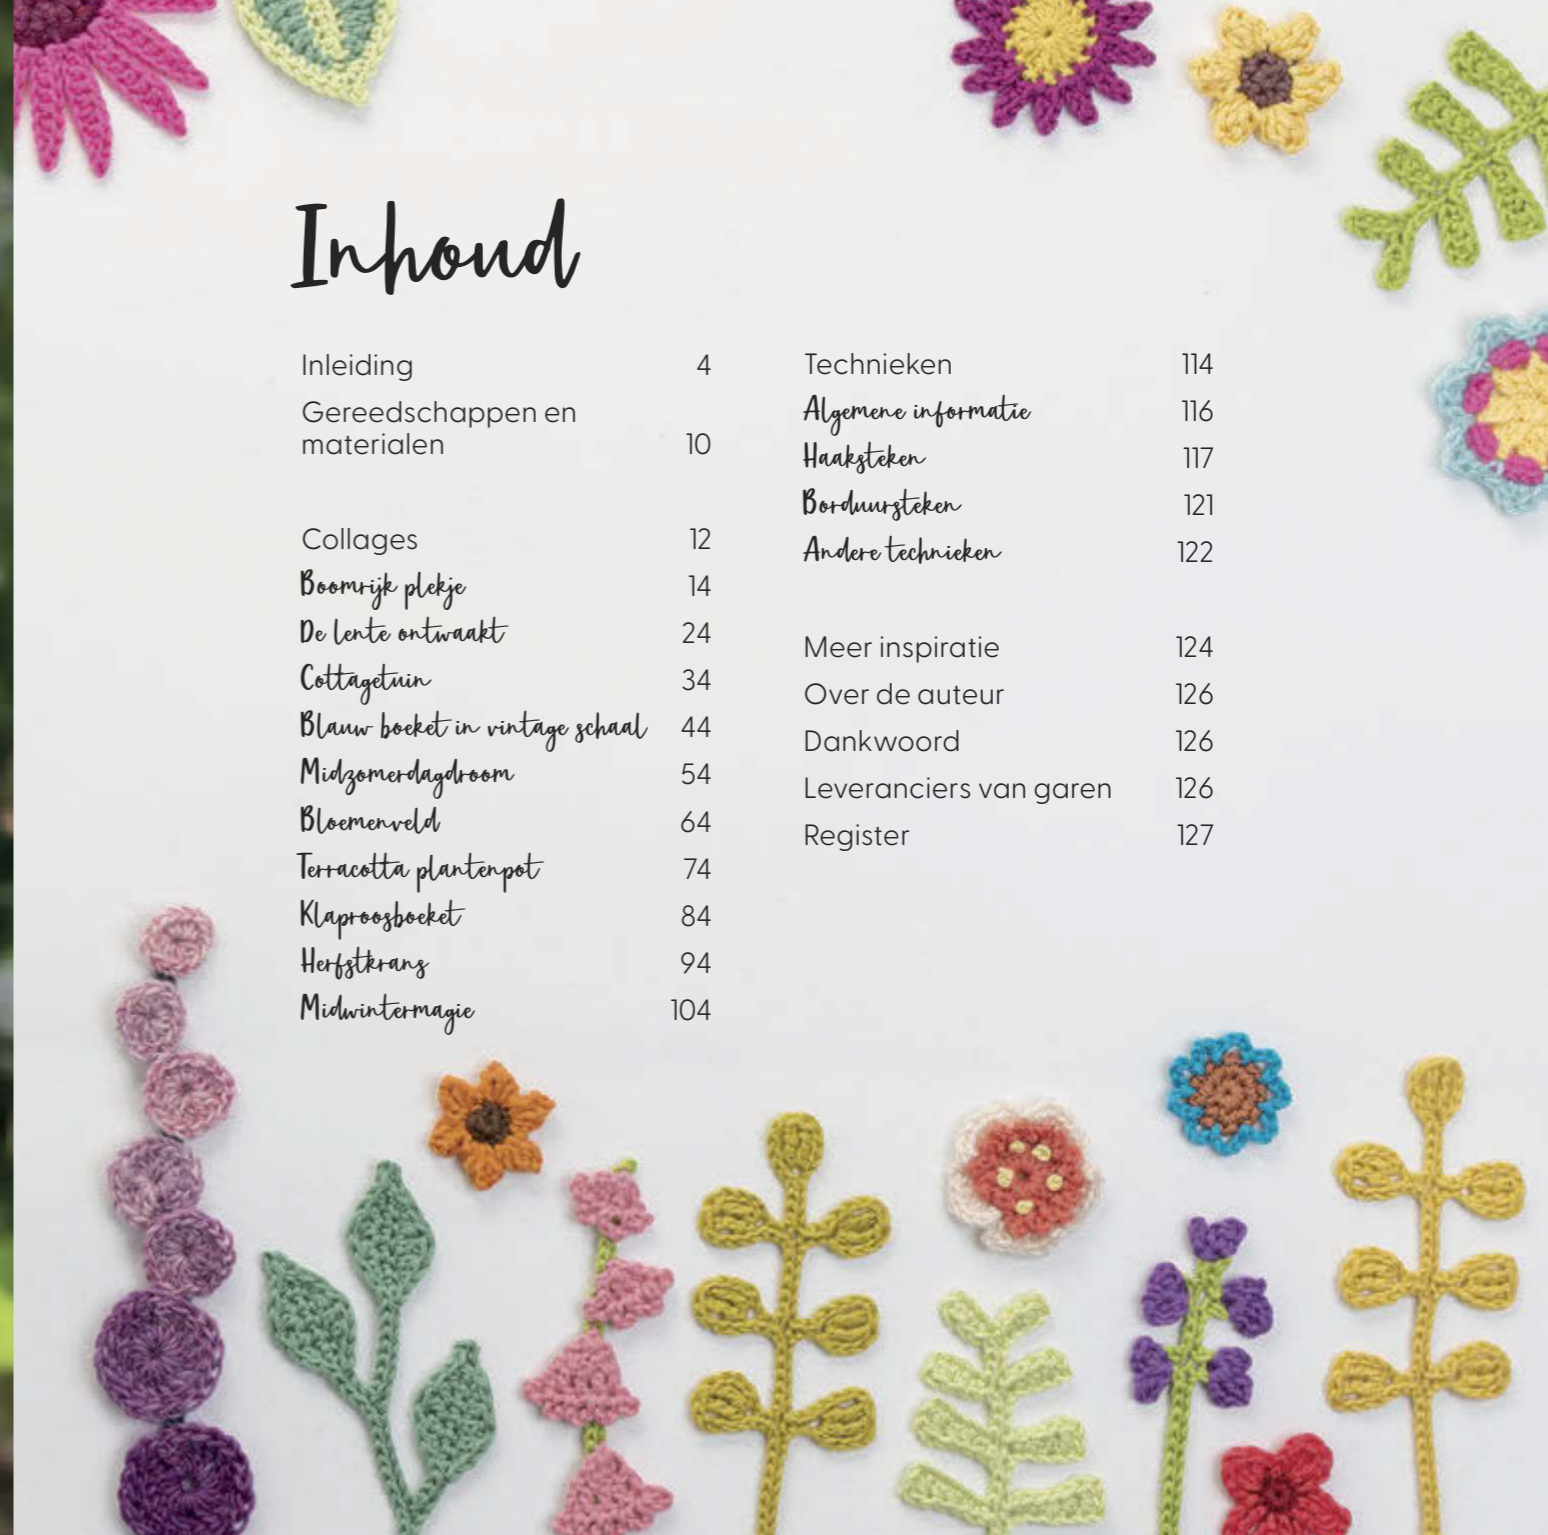 Inhoud
Inleiding 4
Gereedschappen en
materialen 10
Collages 12
Boomrijk plekje 14
De lente ontwaakt 24
Cottagetuin 34
Blauw boeket in vintage schaal 44
Midzomerdagdroom 54
Bloemenveld 64
Terracotta plantenpot 74
Klaproosboeket 84
Herfstkrans 94
Midwintermagie 104
Technieken 114
Algemene informatie 116
Haaksteken 117
Borduursteken 121
Andere technieken 122
Meer inspiratie 124
Over de auteur 126
Dankwoord 126
Leveranciers van garen 126
Register 127